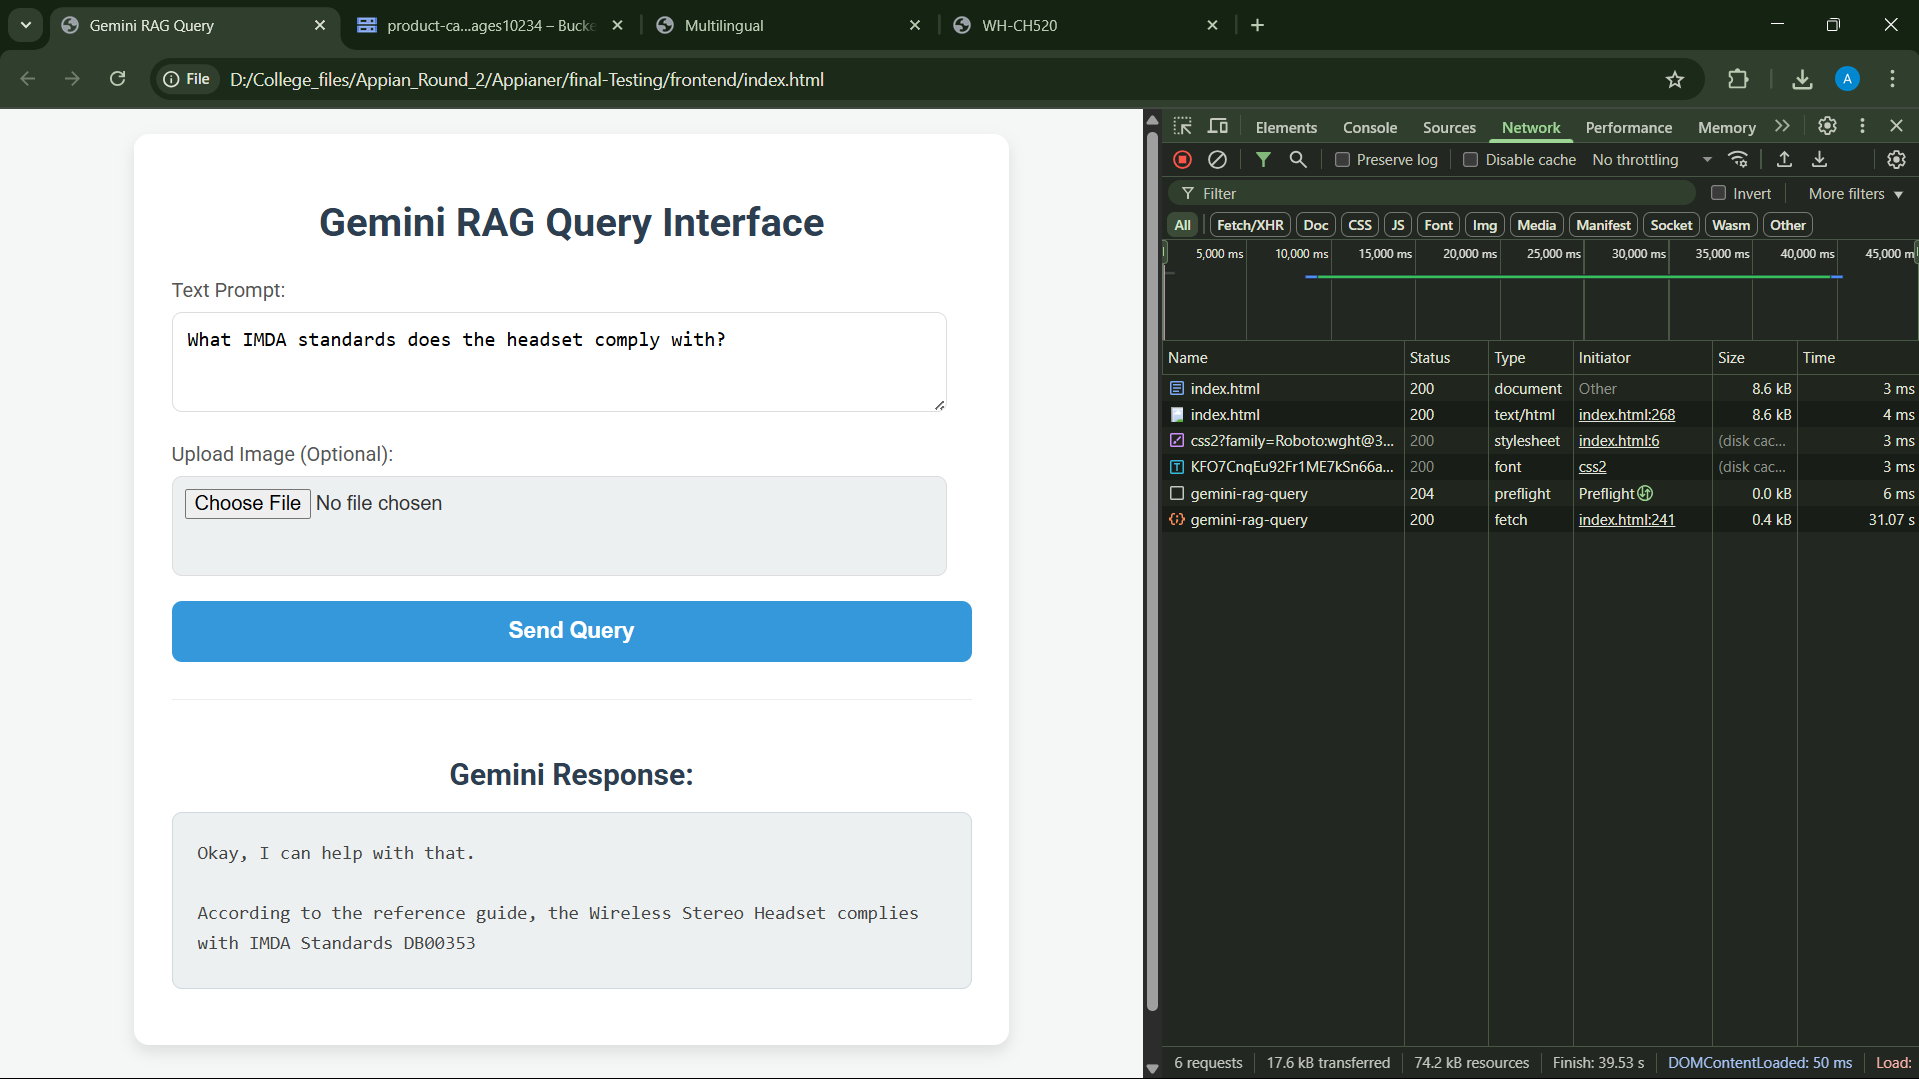 Gemini RAG Query
product-ca...ages10234 – Bucke
Multilingual
WH-CH520
File
D:/College_files/Appian_Round_2/Appianer/final-Testing/frontend/index.html
A
Gemini RAG Query Interface
Text Prompt:
What IMDA standards does the headset comply with?
Upload Image (Optional):
Choose File No file chosen
Send Query
Gemini Response:
Okay, I can help with that.
According to the reference guide, the Wireless Stereo Headset complies
with IMDA Standards DB00353
Elements Console Sources Network Performance Memory
Preserve log Disable cache No throttling
Filter Invert More filters
All Fetch/XHR Doc CSS JS Font Img Media Manifest Socket Wasm Other
5,000 ms 10,000 ms 15,000 ms 20,000 ms 25,000 ms 30,000 ms 35,000 ms 40,000 ms 45,000 m
Name Status Type Initiator Size Time
index.html 200 document Other 8.6 kB 3 ms
index.html 200 text/html index.html:268 8.6 kB 4 ms
css2?family=Roboto:wght@3... 200 stylesheet index.html:6 (disk cac... 3 ms
KFO7CnqEu92Fr1ME7kSn66a... 200 font css2 (disk cac... 3 ms
gemini-rag-query 204 preflight Preflight 0.0 kB 6 ms
gemini-rag-query 200 fetch index.html:241 0.4 kB 31.07 s
6 requests 17.6 kB transferred 74.2 kB resources Finish: 39.53 s DOMContentLoaded: 50 ms Load: